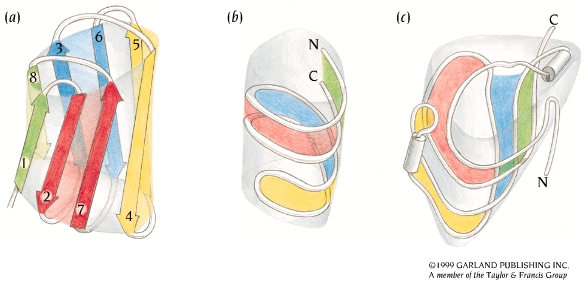 (a)
(b)
(c)
3
6
5
8
1
2
7
4
N
C
C
N
©1999 GARLAND PUBLISHING INC.
A member of the Taylor & Francis Group